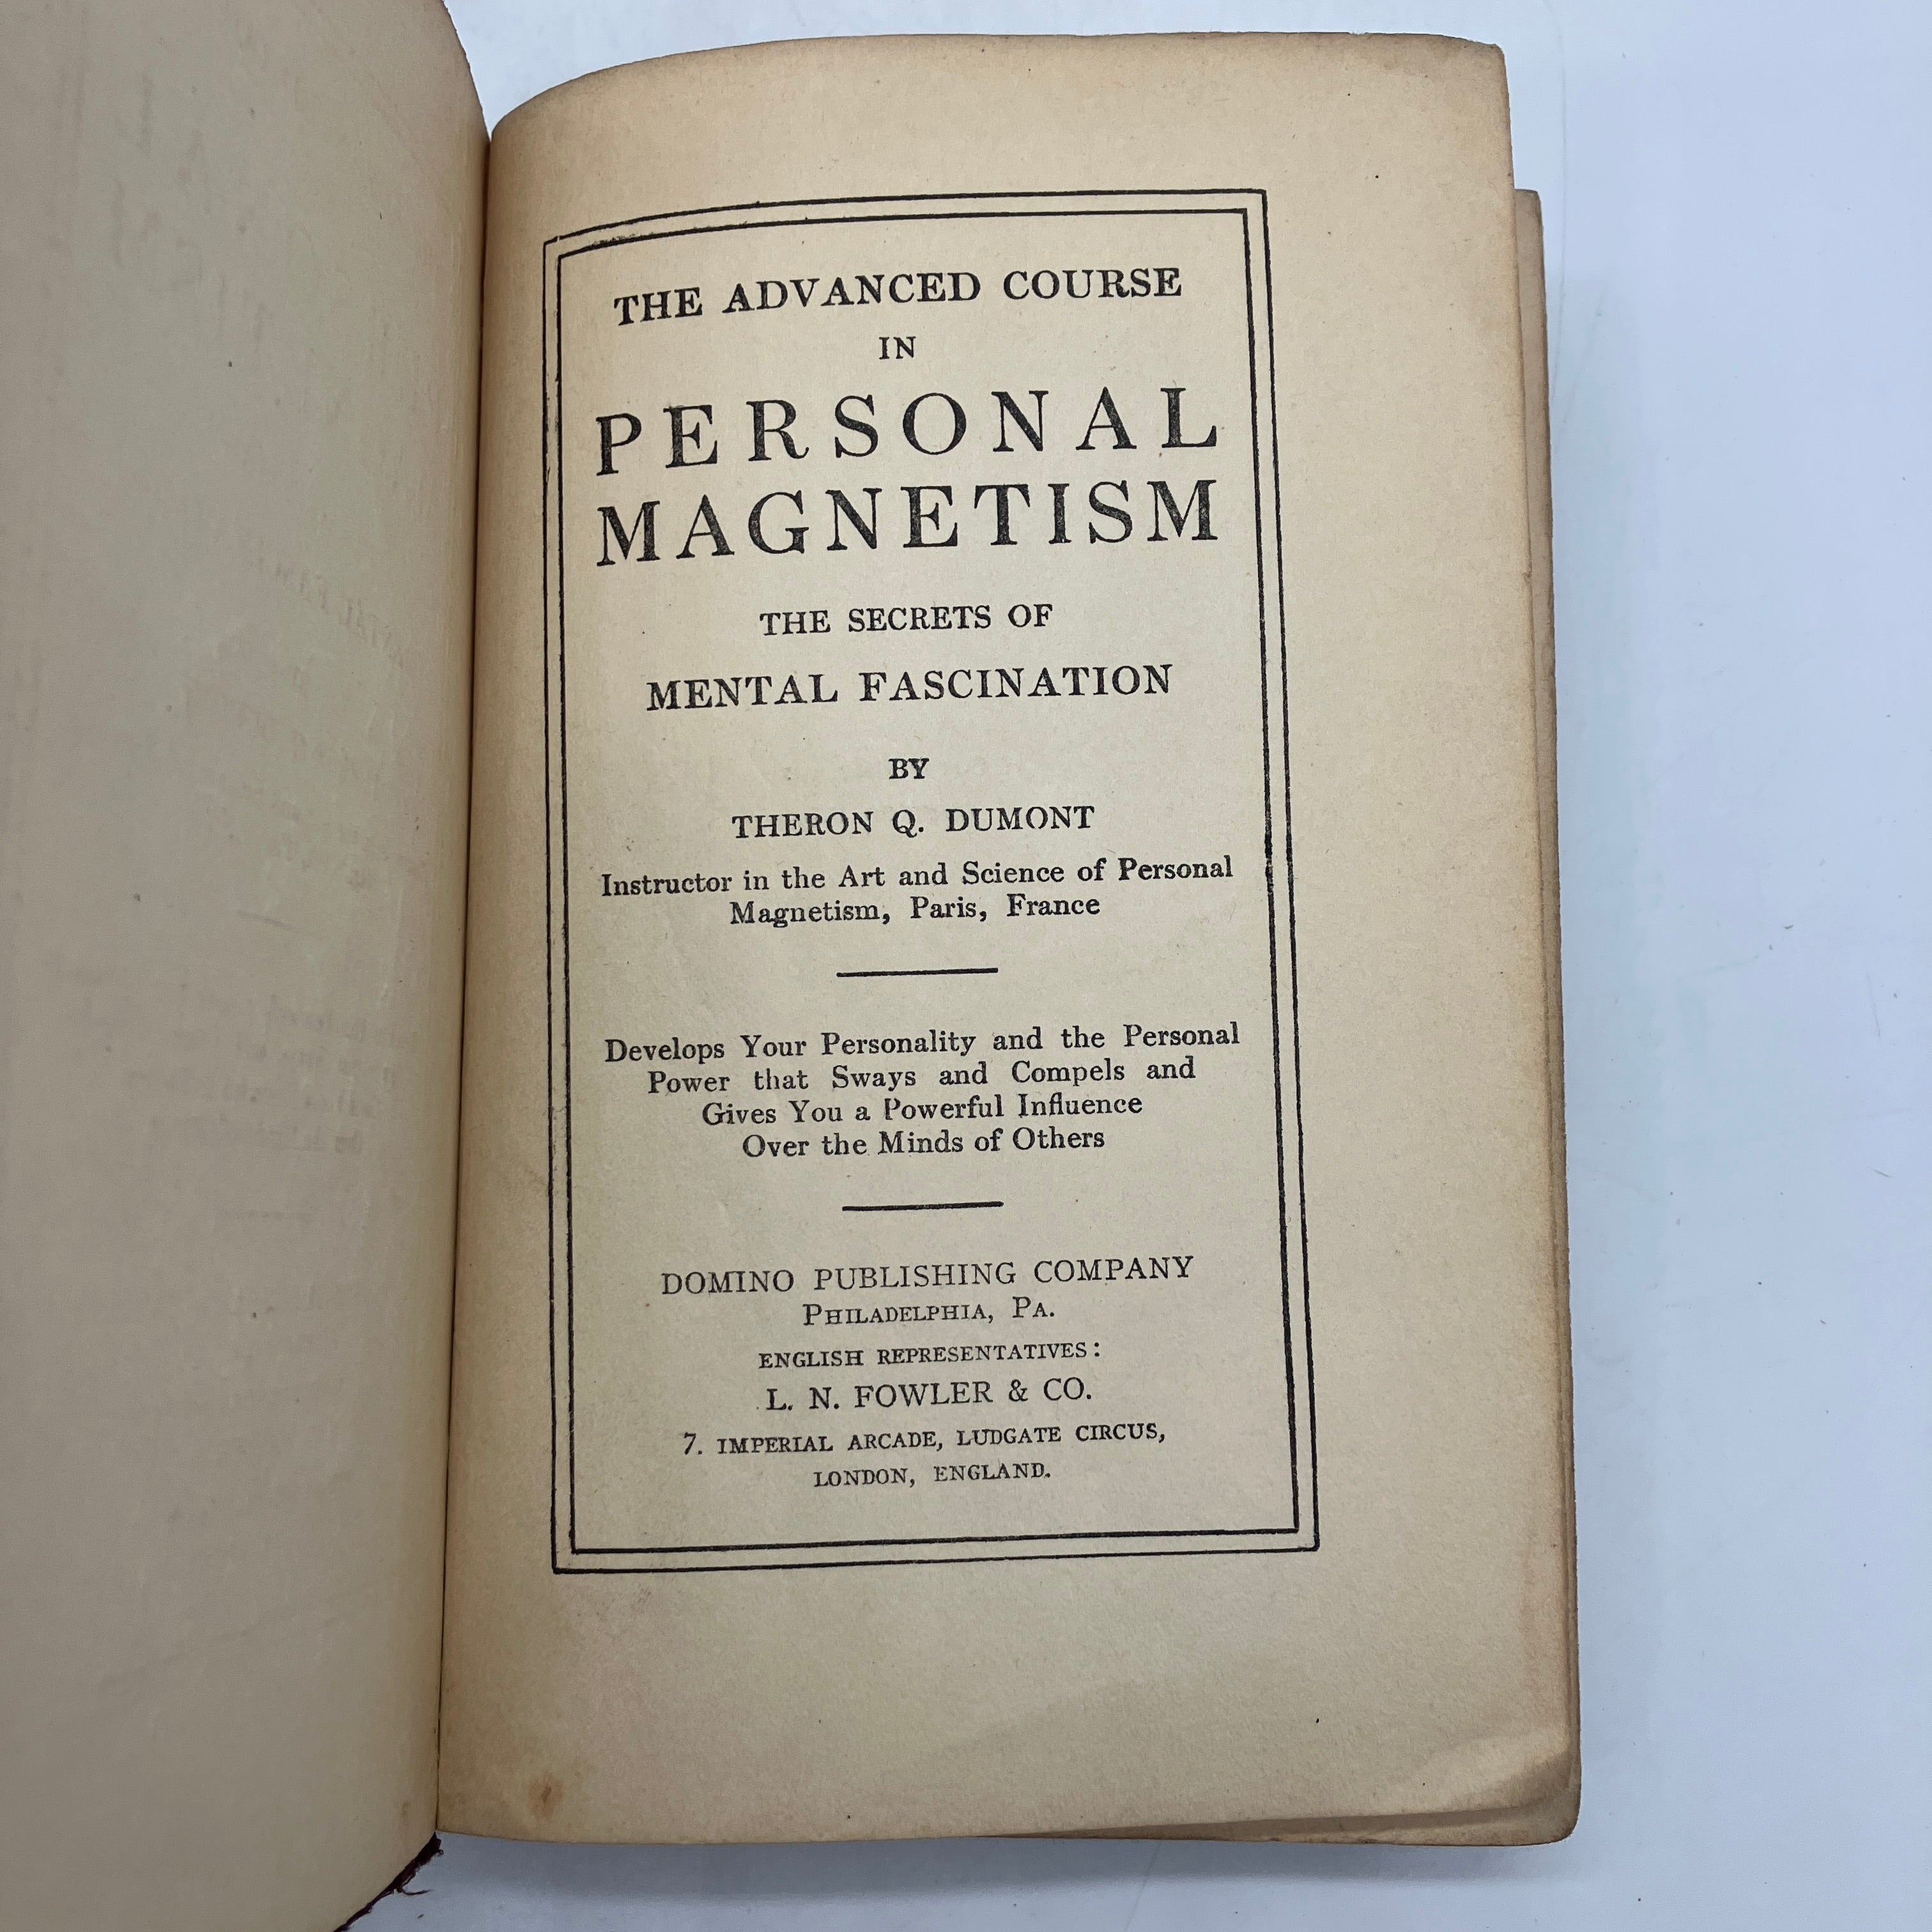 THE ADVANCED COURSE
IN
PERSONAL
MAGNETISM
THE SECRETS OF
MENTAL FASCINATION
BY
THERON Q. DUMONT
Instructor in the Art and Science of Personal
Magnetism, Paris, France
Develops Your Personality and the Personal
Power that Sways and Compels and
Gives You a Powerful Influence
Over the Minds of Others
DOMINO PUBLISHING COMPANY
PHILADELPHIA, PA.
ENGLISH REPRESENTATIVES:
L. N. FOWLER & CO.
7. IMPERIAL ARCADE, LUDGATE CIRCUS,
LONDON, ENGLAND.